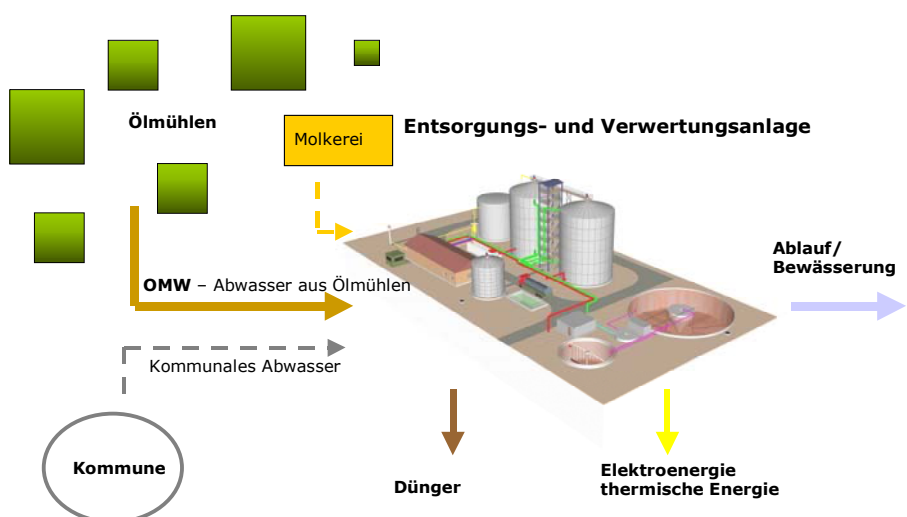 Ölmühlen
Molkerei
Entsorgungs- und Verwertungsanlage
Ablauf/
Bewässerung
OMW – Abwasser aus Ölmühlen
Kommunales Abwasser
Kommune
Dünger
Elektroenergie
thermische Energie